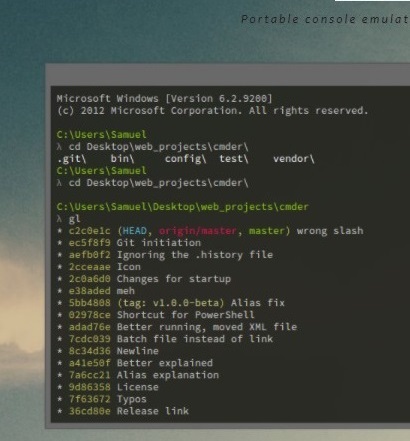 Portable console emulat
Microsoft Windows [Version 6.2.9200]
(c) 2012 Microsoft Corporation. All rights reserved.
C:\Users\Samuel
λ cd Desktop\web_projects\cmder\
.git\ bin\ config\ test\ vendor\
C:\Users\Samuel
λ cd Desktop\web_projects\cmder\
C:\Users\Samuel\Desktop\web_projects\cmder
λ gl
* c2c0e1c (HEAD, origin/master, master) wrong slash
* ec5f8f9 Git initiation
* aefb0f2 Ignoring the .history file
* 2cceaae Icon
* 2c0a6d0 Changes for startup
* e38aded meh
* 5bb4808 (tag: v1.0.0-beta) Alias fix
* 02978ce Shortcut for PowerShell
* adad76e Better running, moved XML file
* 7cdc039 Batch file instead of link
* 8c34d36 Newline
* a41e50f Better explained
* 7a6cc21 Alias explanation
* 9d86358 License
* 7f63672 Typos
* 36cd80e Release link